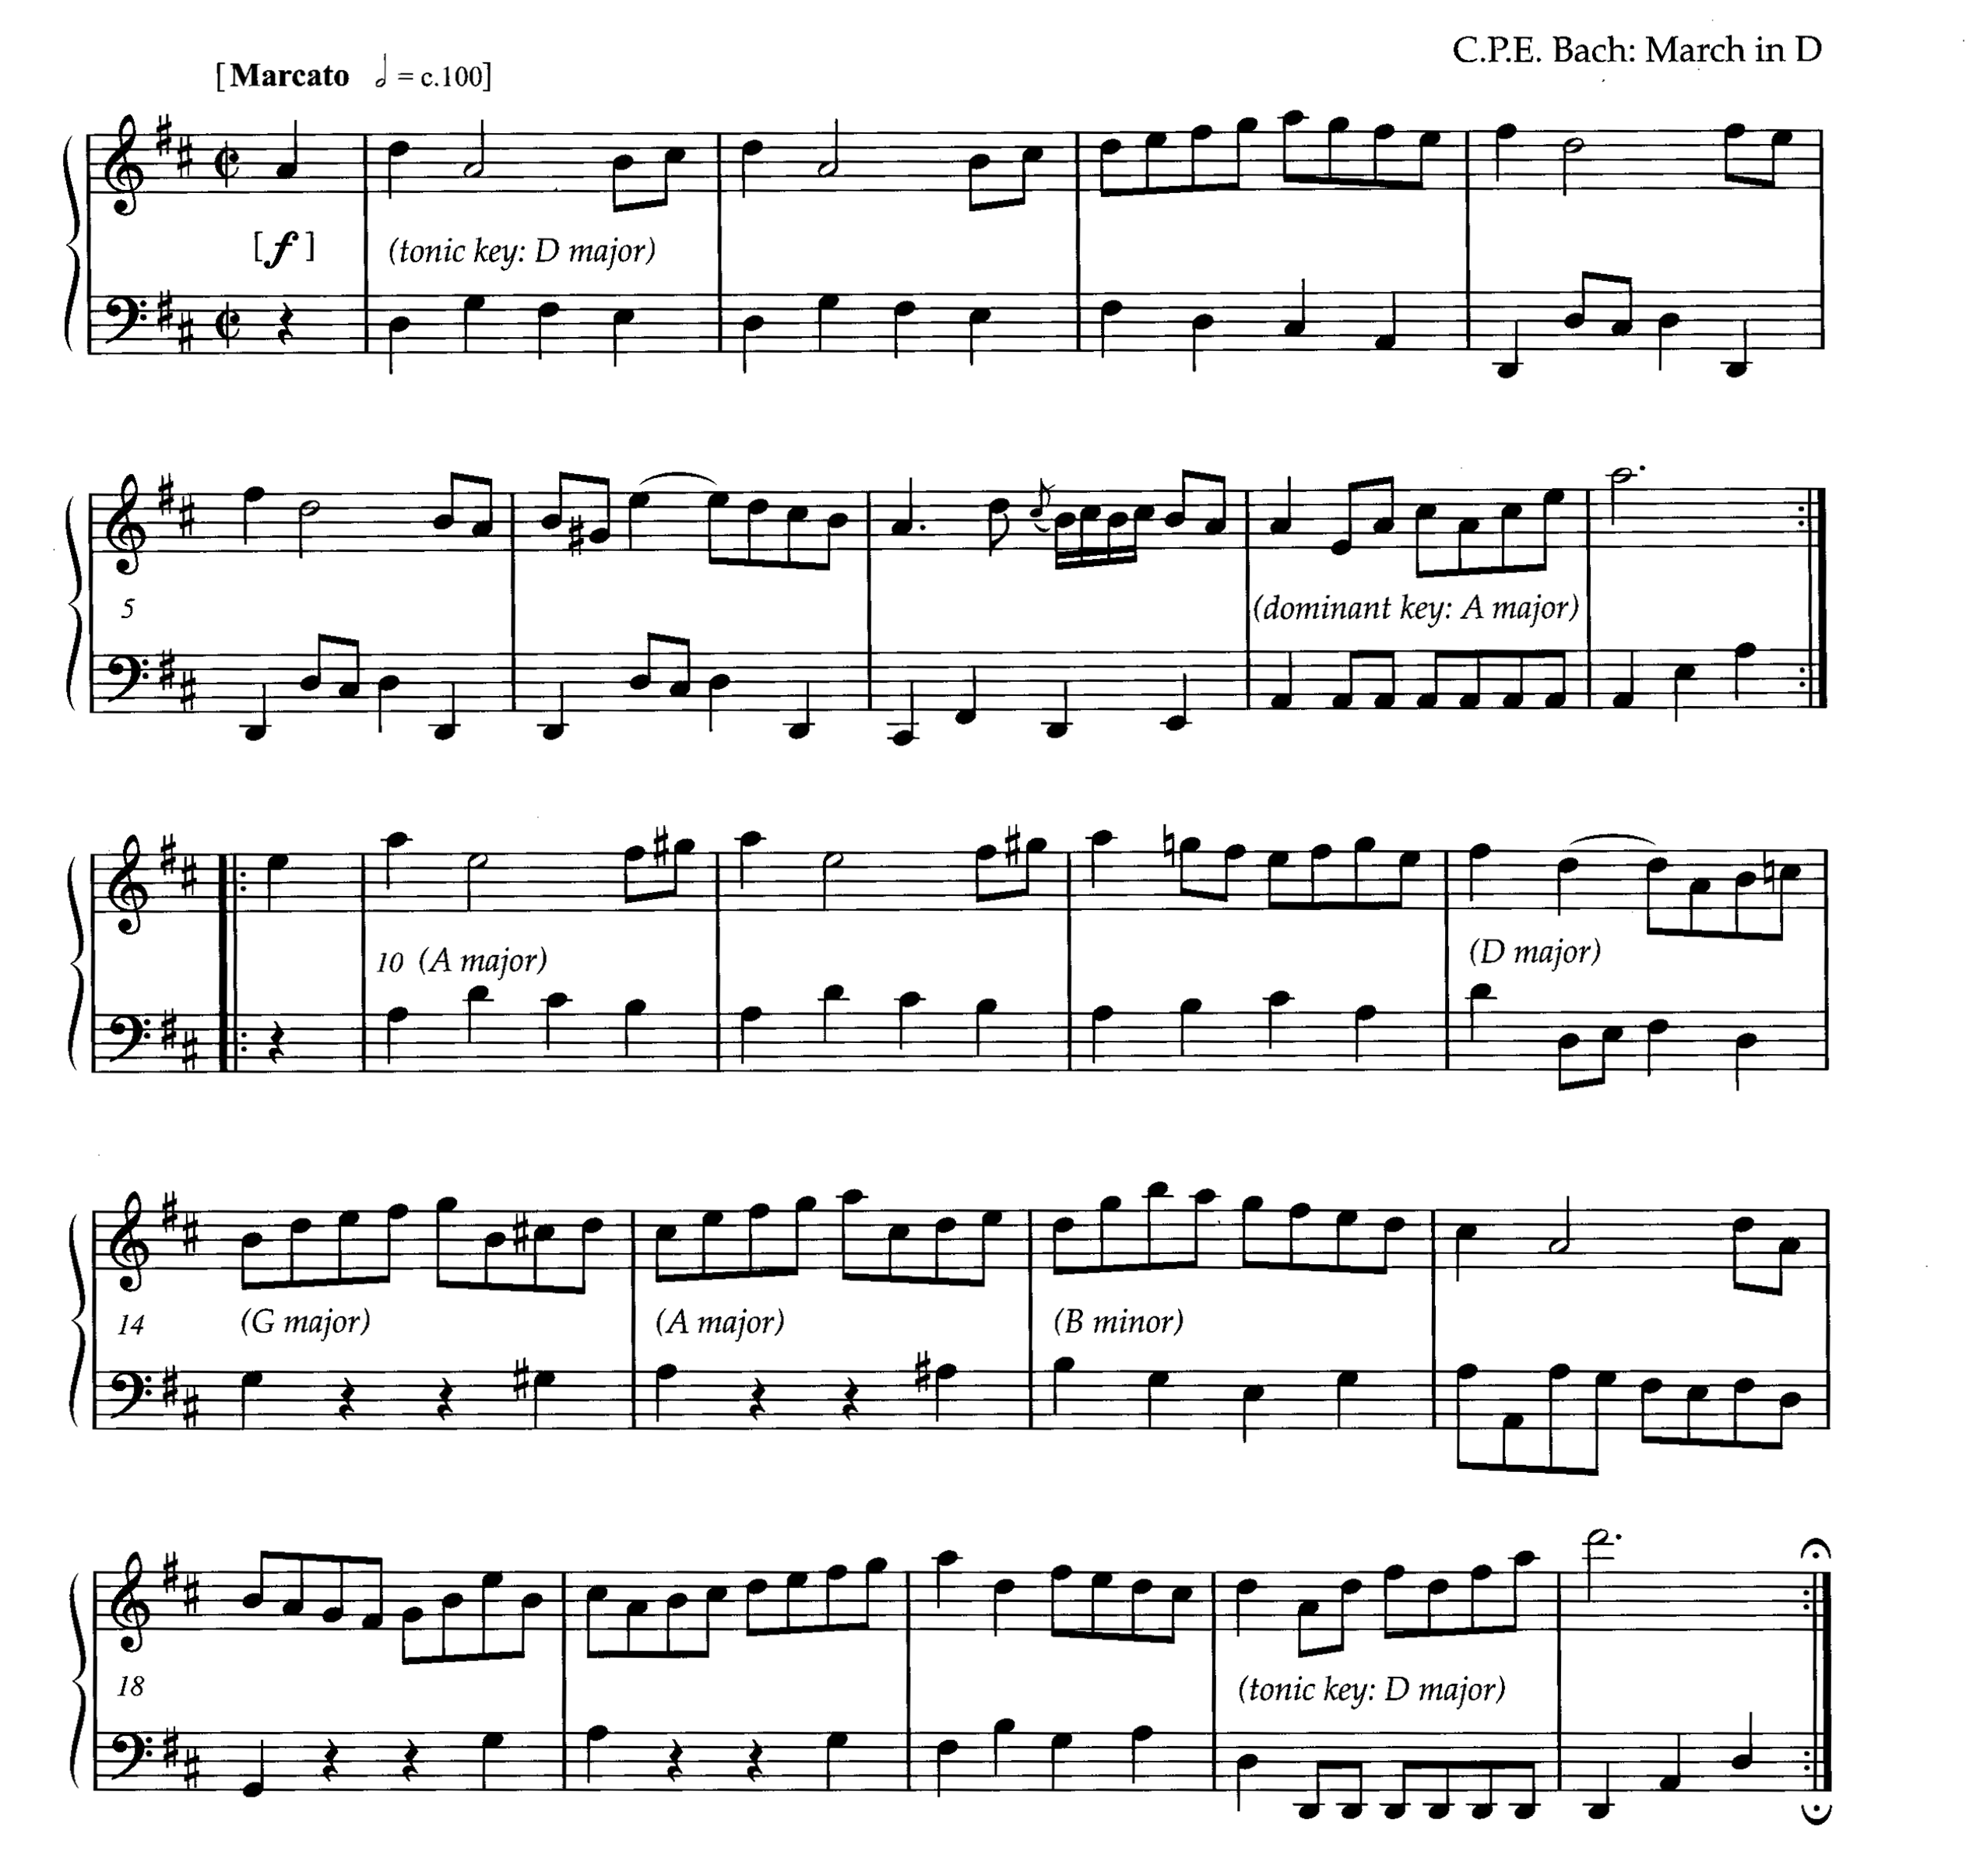 C.P.E. Bach: March in D
[Marcato 𝅗𝅥 = c.100]
[f] (tonic key: D major)
5 (dominant key: A major)
10 (A major) (D major)
14 (G major) (A major) (B minor)
18 (tonic key: D major)